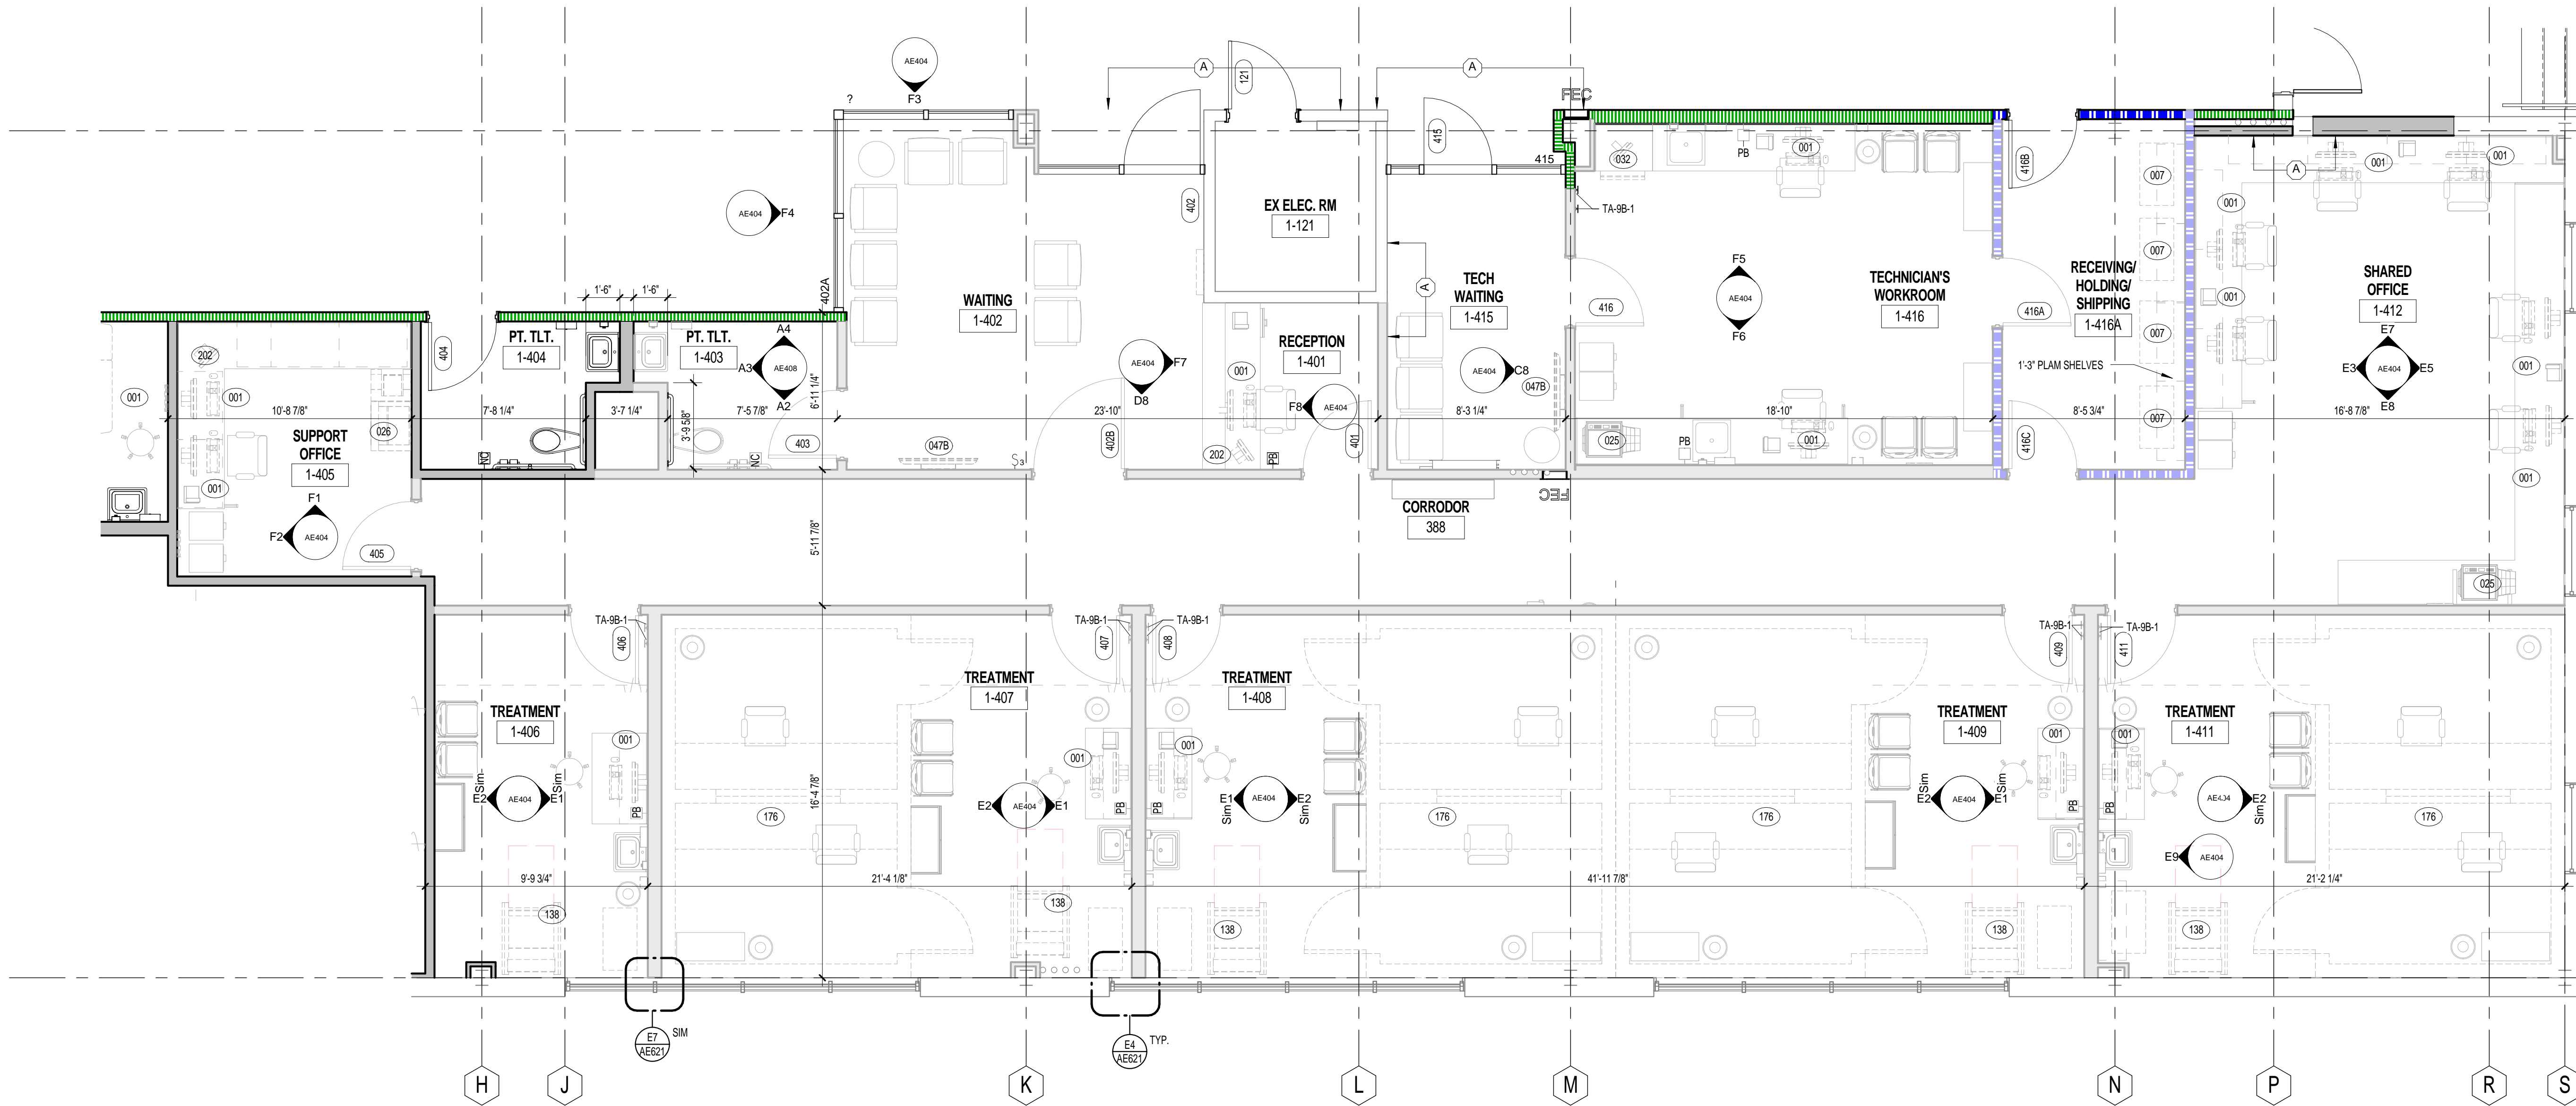 AE404
F3
?
121
A
A
FEC
415
415
032
PB
001
416B
007
001
001
001
A
AE404
F4
402
EX ELEC. RM
1-121
TA-9B-1
007
402A
WAITING
1-402
TECH
WAITING
1-415
A
F5
AE404
F6
TECHNICIAN'S
WORKROOM
1-416
RECEIVING/
HOLDING/
SHIPPING
1-416A
416
416A
007
001
SHARED
OFFICE
1-412
E7
E3
AE404
E5
E8
1'-6"
1'-6"
404
PT. TLT.
1-404
PT. TLT.
1-403
A4
A3
AE408
A2
6'-11 1/4"
RECEPTION
1-401
202
001
001
001
AE404
F7
D8
001
AE404
C8
047B
1'-3" PLAM SHELVES
001
10'-8 7/8"
7'-8 1/4"
3'-7 1/4"
3'-9 5/8"
7'-5 7/8"
23'-10"
F8
AE404
8'-3 1/4"
18'-10"
8'-5 3/4"
007
16'-8 7/8"
SUPPORT
OFFICE
1-405
026
403
047B
402B
401
025
PB
001
416C
NC
NC
S3
202
PB
001
F1
F2
AE404
405
5'-11 7/8"
FEC
CORRODOR
388
001
025
TA-9B-1
406
TA-9B-1
407
TA-9B-1
408
TA-9B-1
409
TA-9B-1
411
TREATMENT
1-406
TREATMENT
1-407
TREATMENT
1-408
TREATMENT
1-409
TREATMENT
1-411
001
001
001
001
001
Sim
Sim
E2
AE404
E1
PB
16'-4 7/8"
176
E2
AE404
E1
PB
PB
E1
AE404
E2
Sim
Sim
176
176
Sim
Sim
E2
AE404
E1
PB
PB
AE404
E2
Sim
176
E9
AE404
9'-9 3/4"
21'-4 1/8"
41'-11 7/8"
21'-2 1/4"
138
138
138
138
138
E7
AE621
SIM
E4
AE621
TYP.
H
J
K
L
M
N
P
R
S